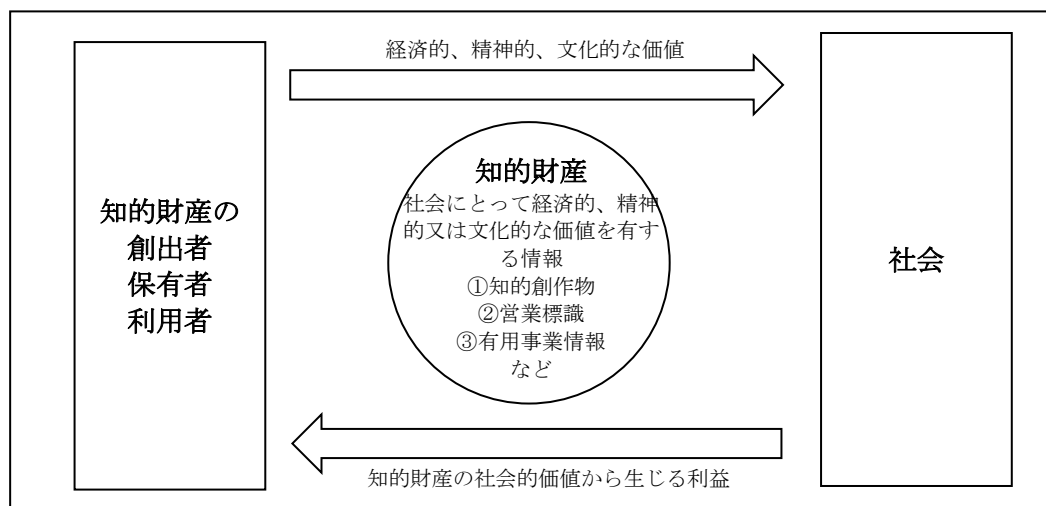 経済的、精神的、文化的な価値
知的財産の
創出者
保有者
利用者
知的財産
社会にとって経済的、精神
的又は文化的な価値を有す
る情報
①知的創作物
②営業標識
③有用事業情報
など
社会
知的財産の社会的価値から生じる利益